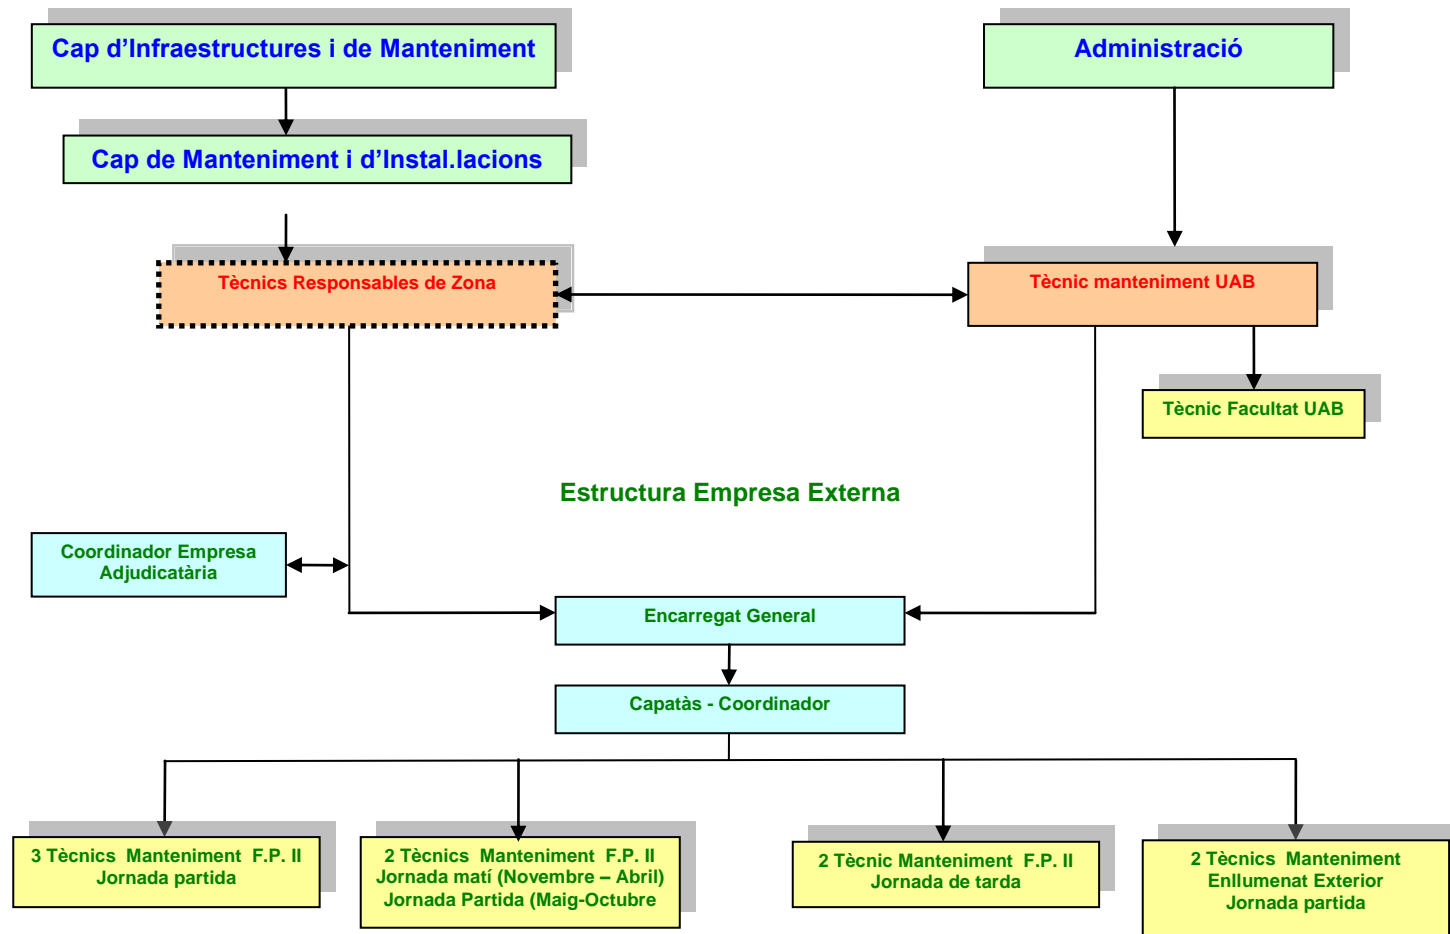 Cap d’Infraestructures i de Manteniment
Administració
Cap de Manteniment i d’Instal.lacions
Tècnics Responsables de Zona
Tècnic manteniment UAB
Tècnic Facultat UAB
Estructura Empresa Externa
Coordinador Empresa
Adjudicatària
Encarregat General
Capatàs - Coordinador
3 Tècnics Manteniment F.P. II
Jornada partida
2 Tècnics Manteniment F.P. II
Jornada matí (Novembre – Abril)
Jornada Partida (Maig-Octubre
2 Tècnic Manteniment F.P. II
Jornada de tarda
2 Tècnics Manteniment
Enllumenat Exterior
Jornada partida